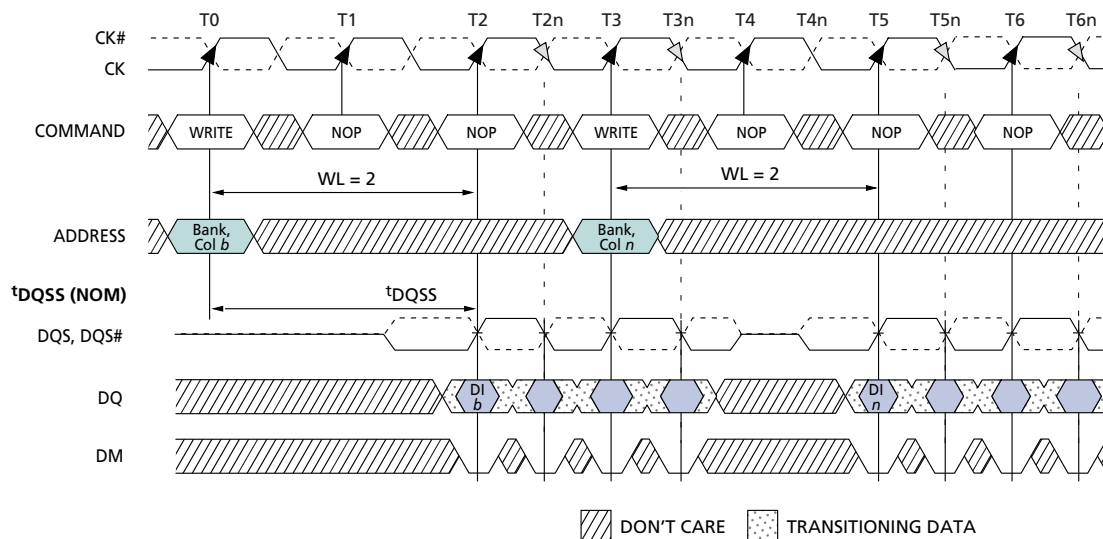 T0 T1 T2 T2n T3 T3n T4 T4n T5 T5n T6 T6n
CK#
CK
COMMAND WRITE NOP NOP WRITE NOP NOP NOP
WL = 2 WL = 2
ADDRESS Bank, Col b Bank, Col n
tDQSS (NOM) tDQSS
DQS, DQS#
DQ DI b DI n
DM
DON'T CARE TRANSITIONING DATA